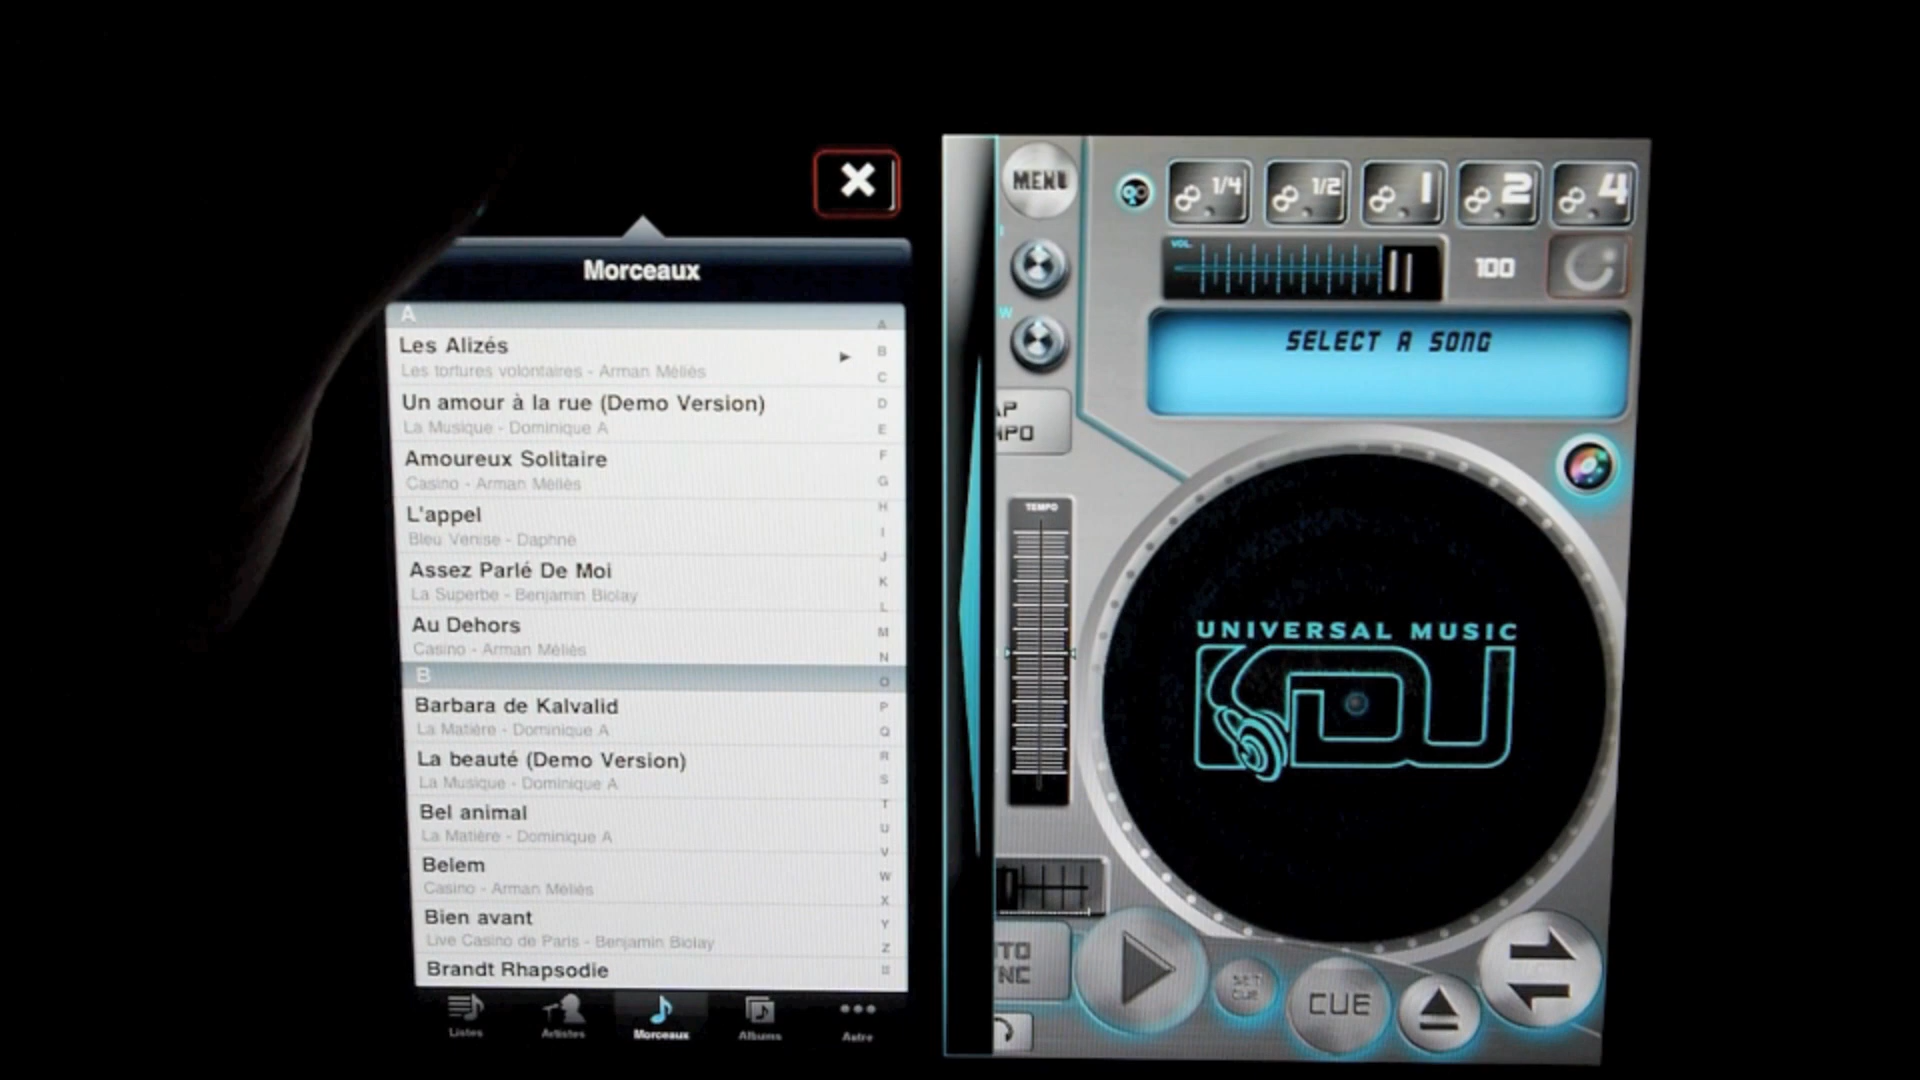 Morceaux
A
Les Alizés
Les tortures volontaires - Arman Méliès
Un amour à la rue (Demo Version)
La Musique - Dominique A
Amoureux Solitaire
Casino - Arman Méliès
L'appel
Bleu Venise - Daphné
Assez Parlé De Moi
La Superbe - Benjamin Biolay
Au Dehors
Casino - Arman Méliès
B
Barbara de Kalvalid
La Matière - Dominique A
La beauté (Demo Version)
La Musique - Dominique A
Bel animal
La Matière - Dominique A
Belem
Casino - Arman Méliès
Bien avant
Live Casino de Paris - Benjamin Biolay
Brandt Rhapsodie
A
B
C
D
E
F
G
H
I
J
K
L
M
N
O
P
Q
R
S
T
U
V
W
X
Y
Z
#
Listes
Artistes
Morceaux
Albums
Autre
MENU
1/4
1/2
1
2
4
VOL
100
SELECT A SONG
TEMPO
UNIVERSAL MUSIC
DJ
SET
CUE
CUE